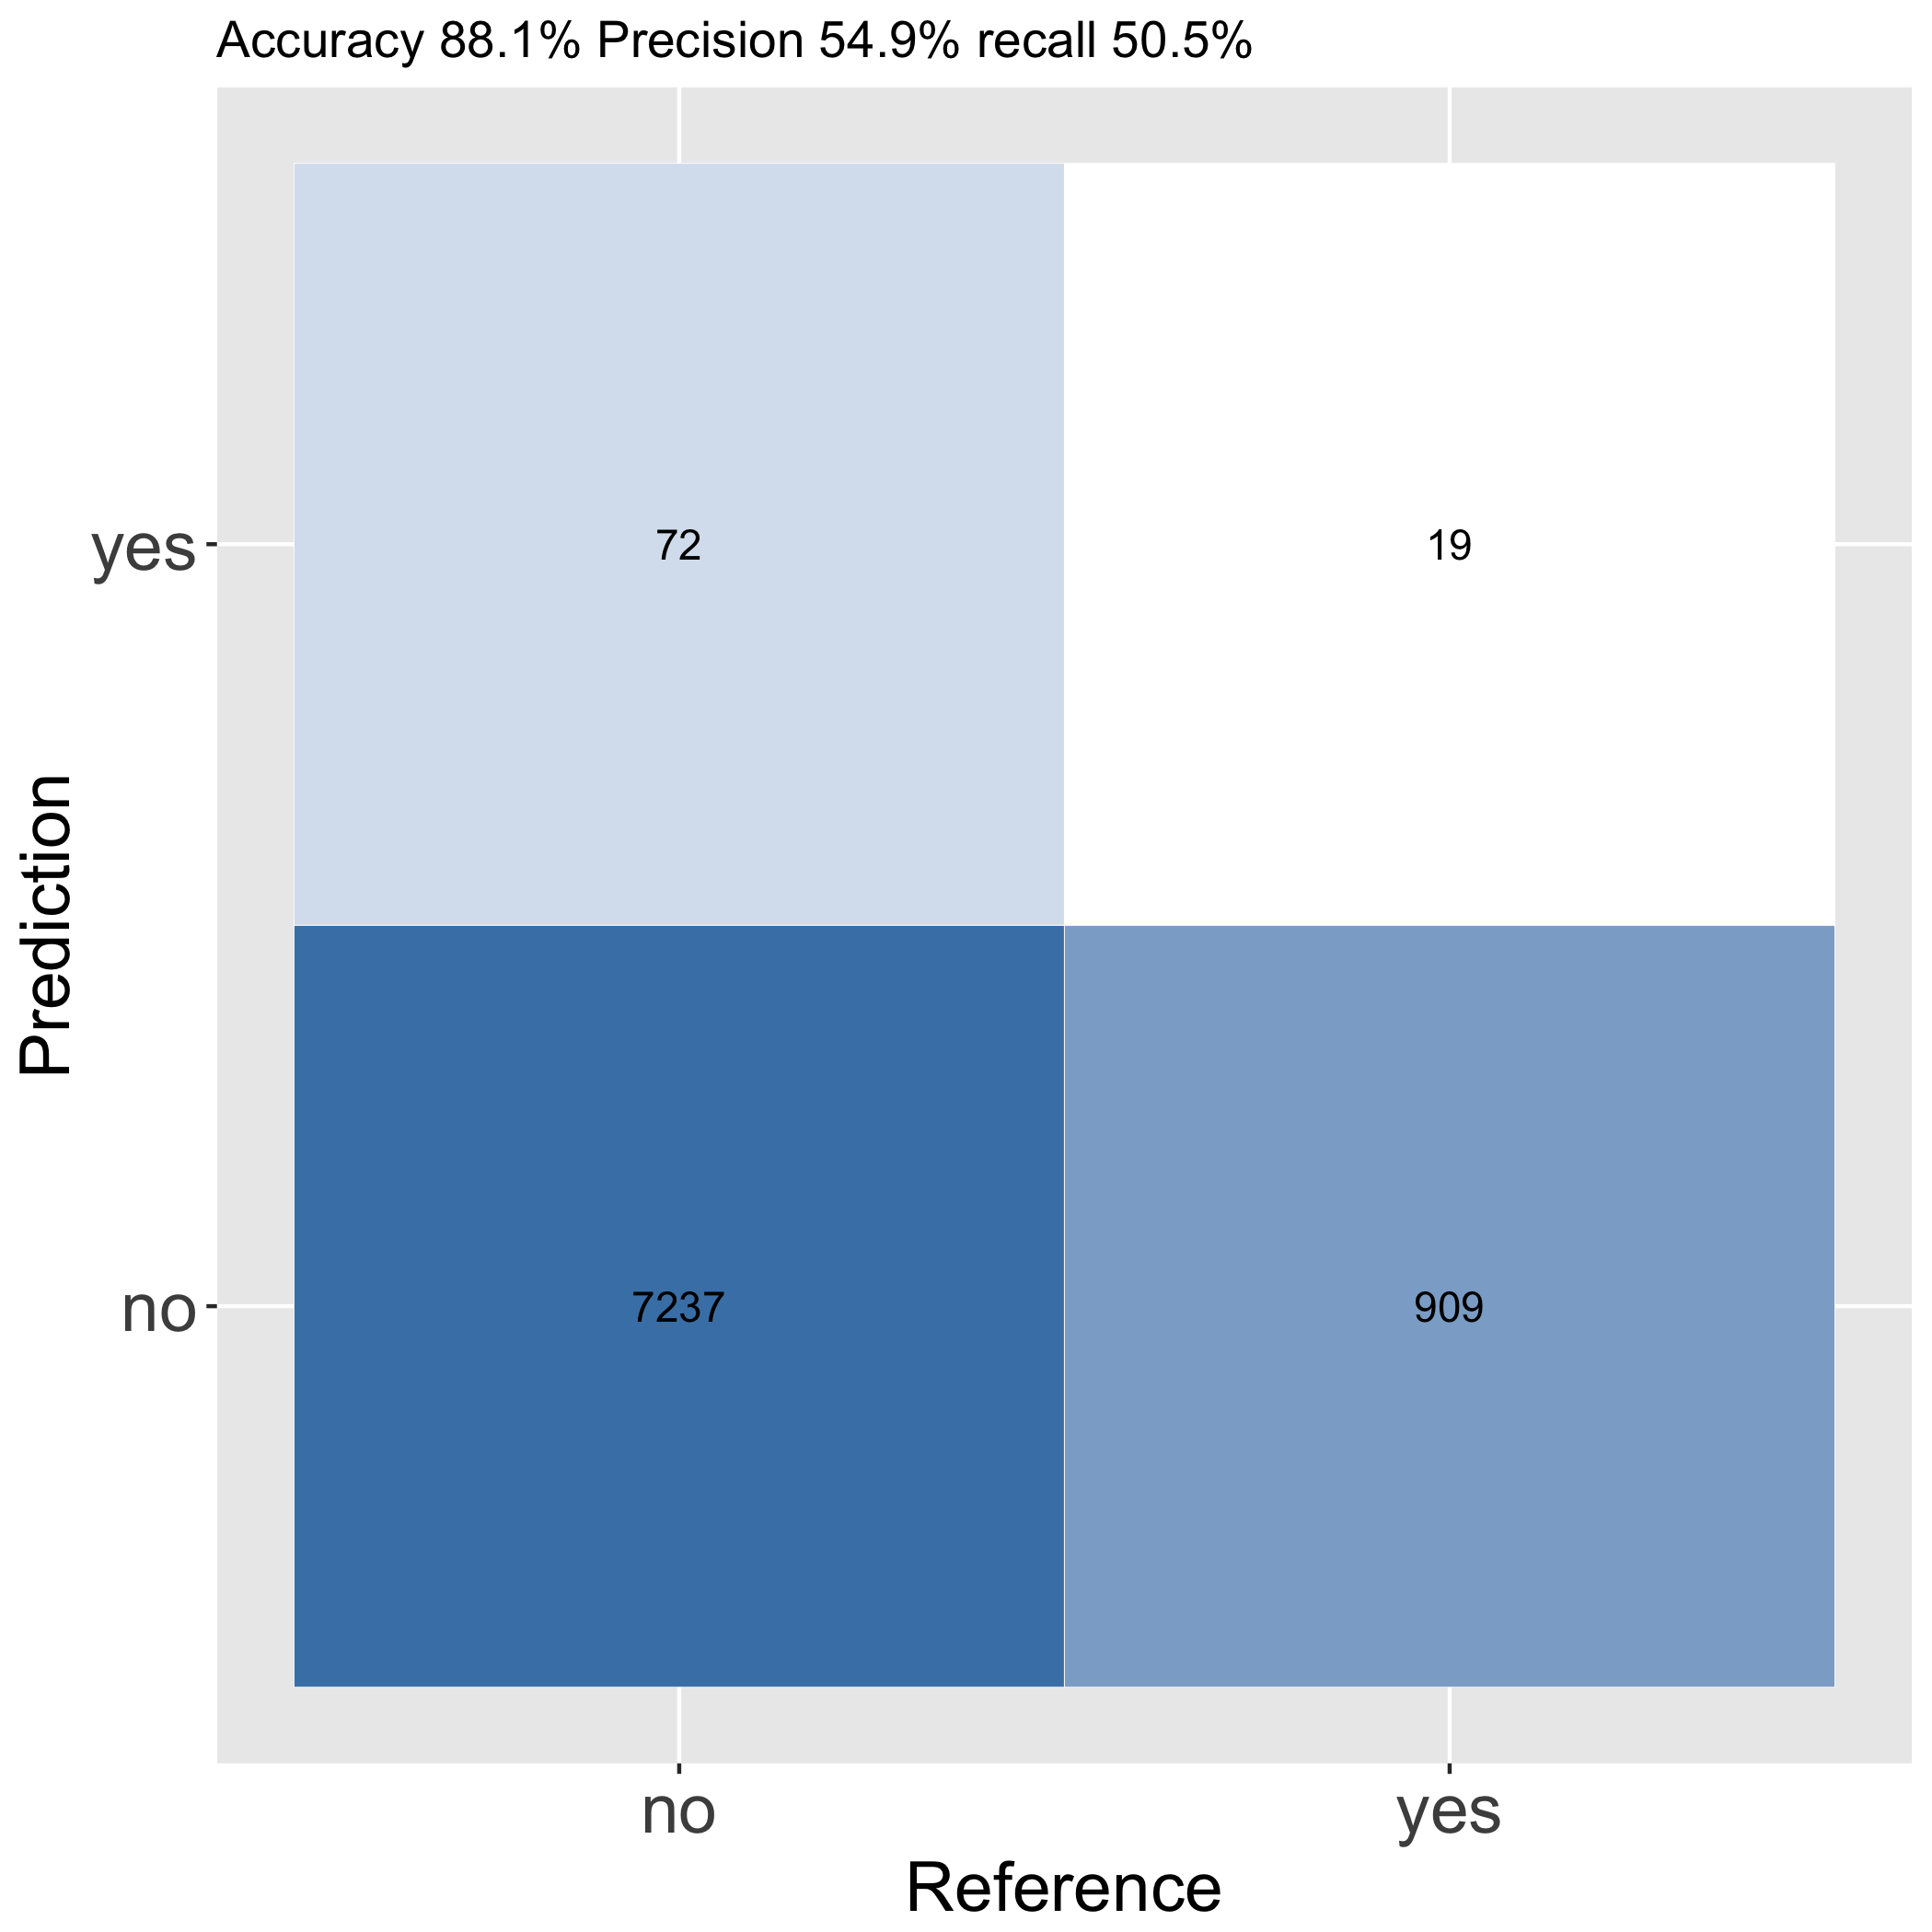 Accuracy 88.1% Precision 54.9% recall 50.5%
Prediction
yes
72
19
no
7237
909
no
yes
Reference